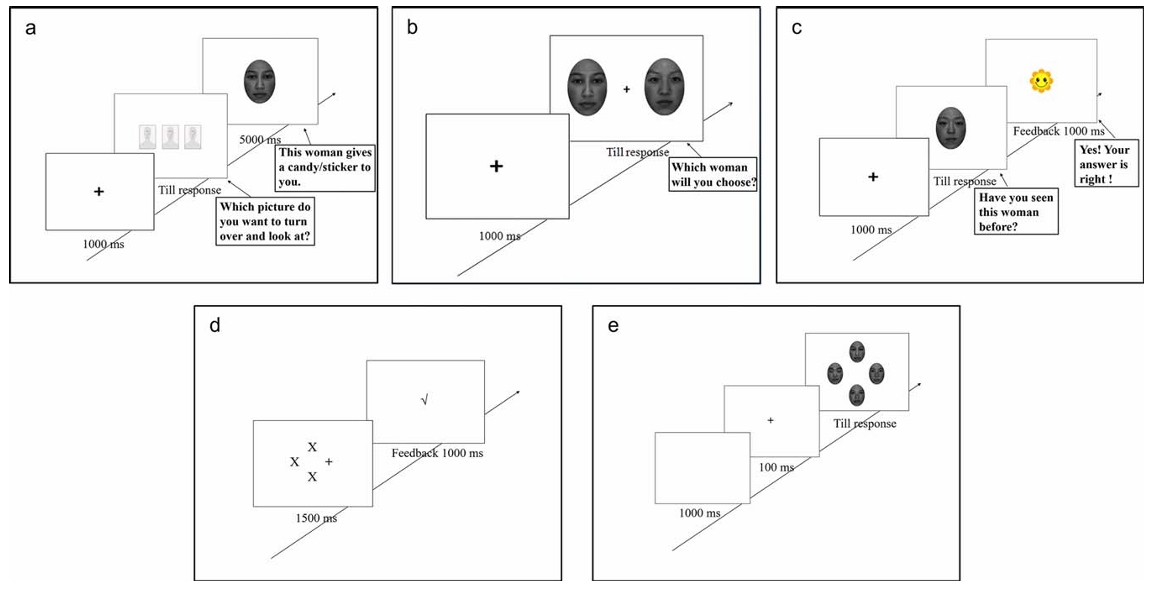 a
5000 ms
This woman gives
a candy/sticker to
you.
Till response
Which picture do
you want to turn
over and look at?
+
1000 ms
b
+
Till response
Which woman
will you choose?
+
1000 ms
c
Feedback 1000 ms
Yes! Your
answer is
right !
Till response
Have you seen
this woman
before?
+
1000 ms
d
√
Feedback 1000 ms
X
X +
X
1500 ms
e
Till response
+
100 ms
1000 ms